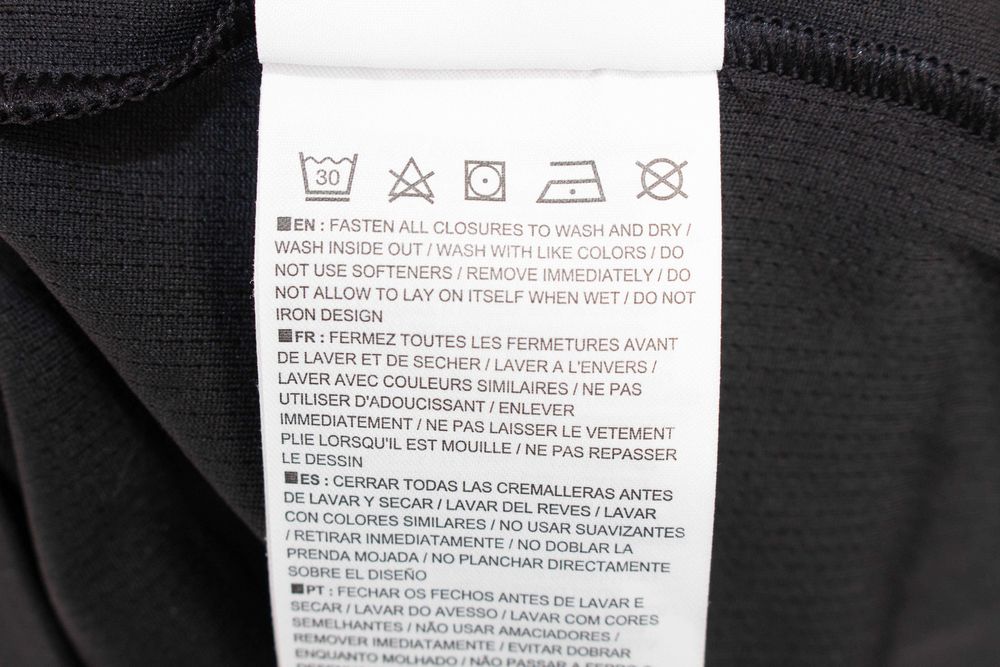 30
EN : FASTEN ALL CLOSURES TO WASH AND DRY /
WASH INSIDE OUT / WASH WITH LIKE COLORS / DO
NOT USE SOFTENERS / REMOVE IMMEDIATELY / DO
NOT ALLOW TO LAY ON ITSELF WHEN WET / DO NOT
IRON DESIGN
FR : FERMEZ TOUTES LES FERMETURES AVANT
DE LAVER ET DE SECHER / LAVER A L'ENVERS /
LAVER AVEC COULEURS SIMILAIRES / NE PAS
UTILISER D'ADOUCISSANT / ENLEVER
IMMEDIATEMENT / NE PAS LAISSER LE VETEMENT
PLIE LORSQU'IL EST MOUILLE / NE PAS REPASSER
LE DESSIN
ES : CERRAR TODAS LAS CREMALLERAS ANTES
DE LAVAR Y SECAR / LAVAR DEL REVES / LAVAR
CON COLORES SIMILARES / NO USAR SUAVIZANTES
/ RETIRAR INMEDIATAMENTE / NO DOBLAR LA
PRENDA MOJADA / NO PLANCHAR DIRECTAMENTE
SOBRE EL DISEÑO
PT : FECHAR OS FECHOS ANTES DE LAVAR E
SECAR / LAVAR DO AVESSO / LAVAR COM CORES
SEMELHANTES / NÃO USAR AMACIADORES /
REMOVER IMEDIATAMENTE / EVITAR DOBRAR
ENQUANTO MOLHADO / NÃO PASSAR A FERRO O